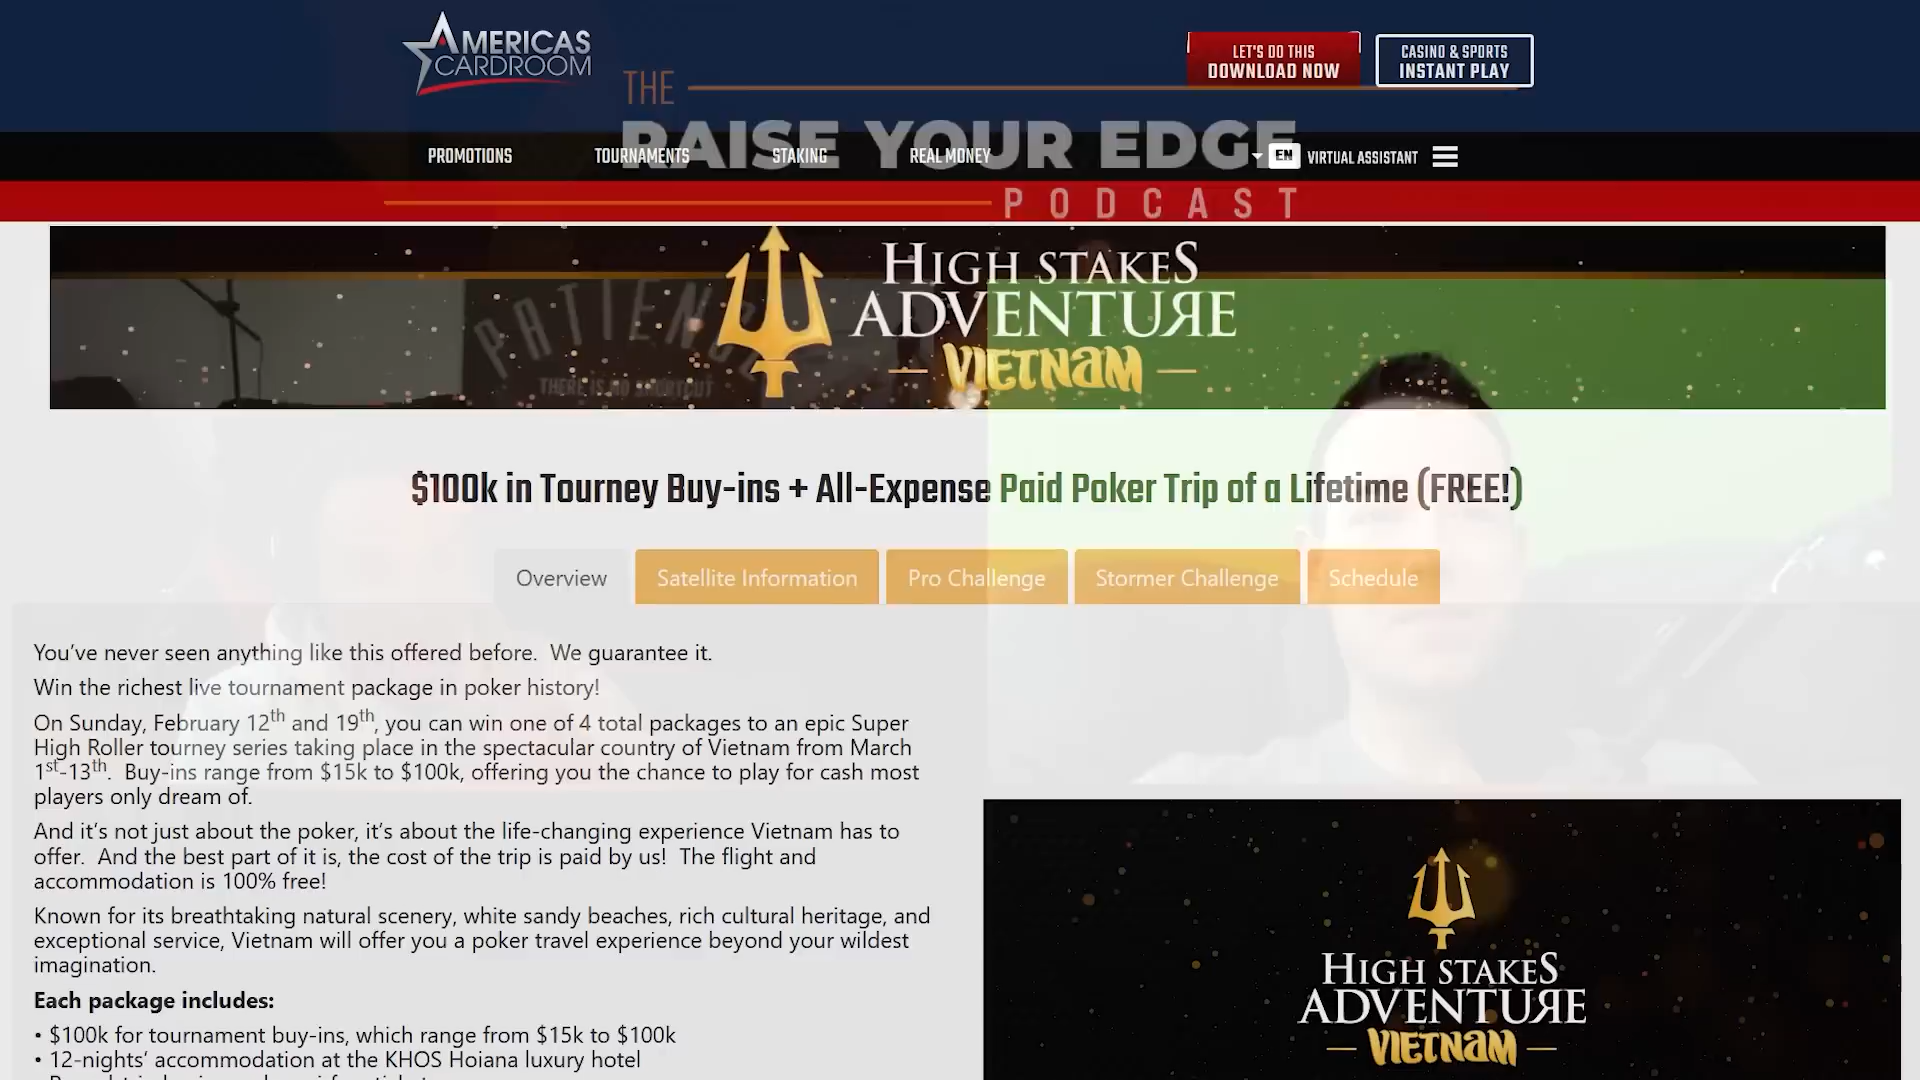 AMERICAS
CARDROOM
LET'S DO THIS
DOWNLOAD NOW
CASINO & SPORTS
INSTANT PLAY
THE
RAISE YOUR EDGE
PODCAST
PROMOTIONS
TOURNAMENTS
STAKING
REAL MONEY
EN
VIRTUAL ASSISTANT
HIGH STAKES
ADVENTURE
VIETNAM
PATIENCE
THERE IS NO SHORTCUT
$100k in Tourney Buy-ins + All-Expense Paid Poker Trip of a Lifetime (FREE!)
Overview
Satellite Information
Pro Challenge
Stormer Challenge
Schedule
You’ve never seen anything like this offered before. We guarantee it.
Win the richest live tournament package in poker history!
On Sunday, February 12th and 19th, you can win one of 4 total packages to an epic Super
High Roller tourney series taking place in the spectacular country of Vietnam from March
1st-13th. Buy-ins range from $15k to $100k, offering you the chance to play for cash most
players only dream of.
And it’s not just about the poker, it’s about the life-changing experience Vietnam has to
offer. And the best part of it is, the cost of the trip is paid by us! The flight and
accommodation is 100% free!
Known for its breathtaking natural scenery, white sandy beaches, rich cultural heritage, and
exceptional service, Vietnam will offer you a poker travel experience beyond your wildest
imagination.
Each package includes:
• $100k for tournament buy-ins, which range from $15k to $100k
• 12-nights’ accommodation at the KHOS Hoiana luxury hotel
HIGH STAKES
ADVENTURE
VIETNAM